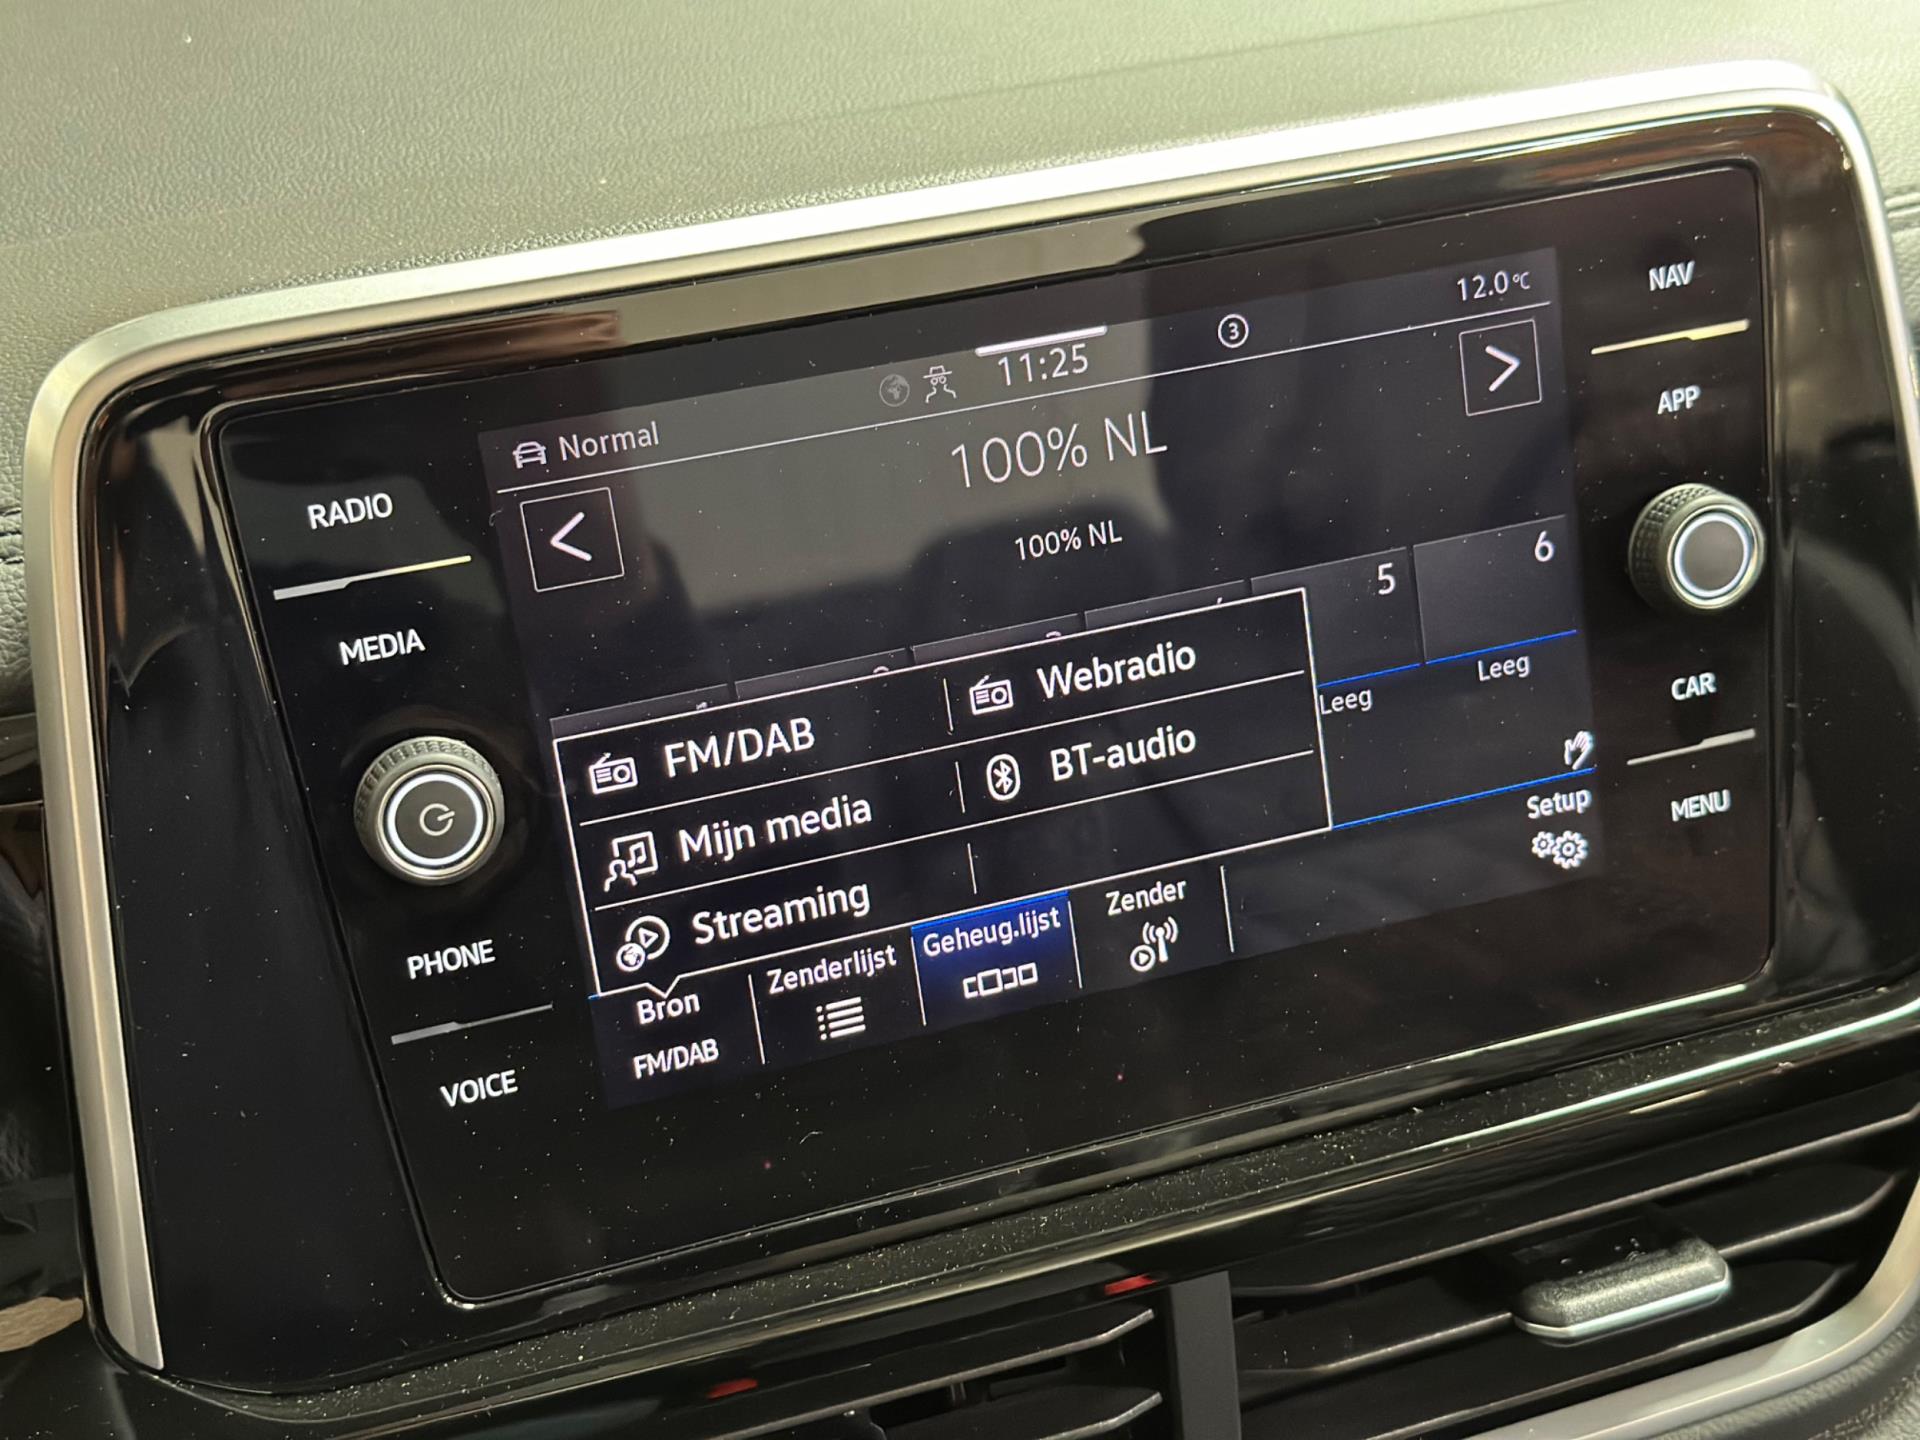 NAV
APP
CAR
MENU
RADIO
MEDIA
PHONE
VOICE
Normal
11:25
3
12.0 °C
<
100% NL
>
100% NL
5
6
Leeg
Leeg
FM/DAB
Webradio
Mijn media
BT-audio
Streaming
Bron
FM/DAB
Zenderlijst
Geheug.lijst
Zender
Setup